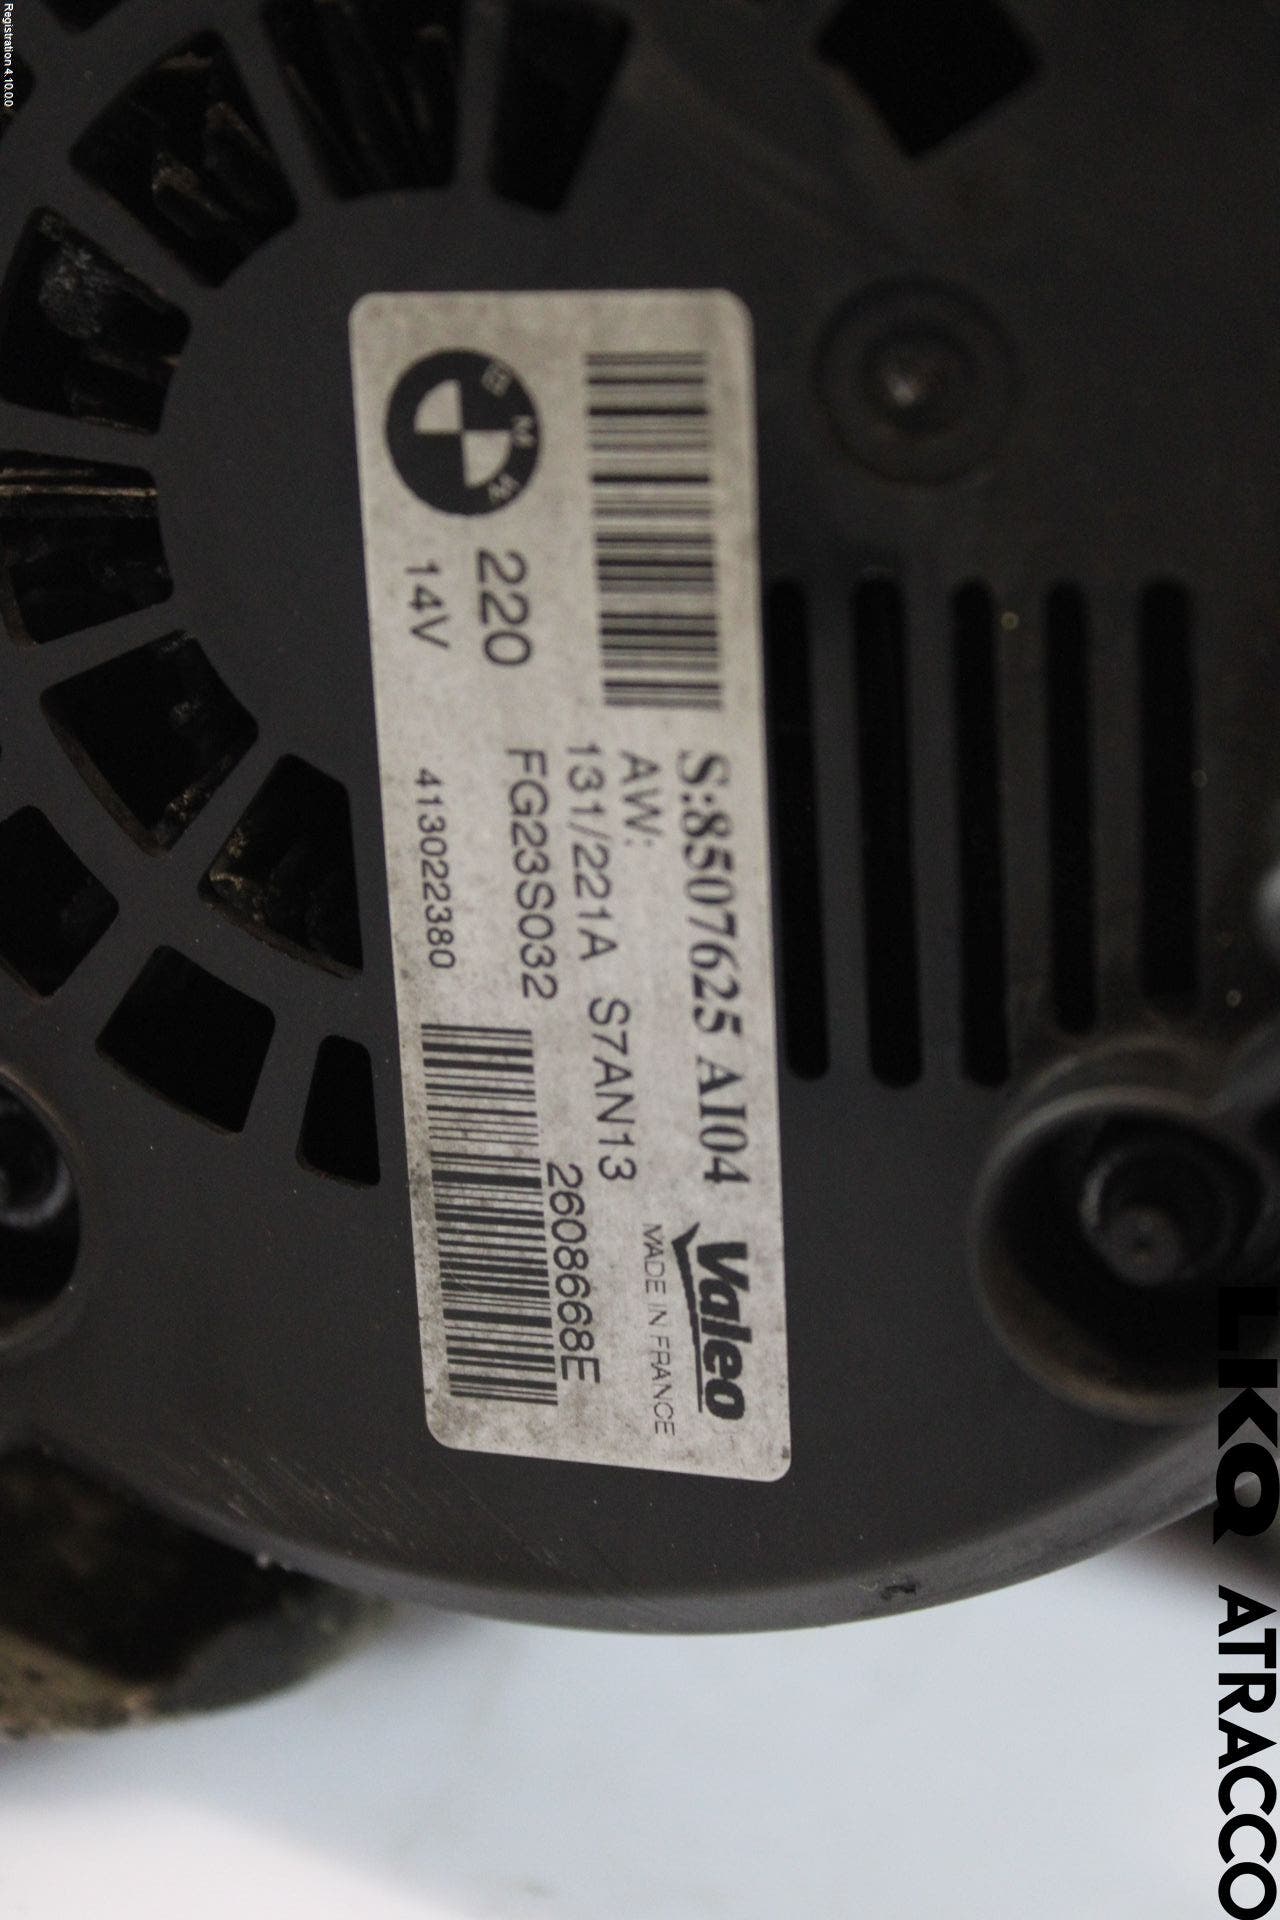 S:8507625 AI04
AW:
131/221A S7AN13
FG23S032
2608668E
413022380
BMW
220
14V
Valeo
MADE IN FRANCE
LKQ ATRACCO
Registration 4.10.0.0